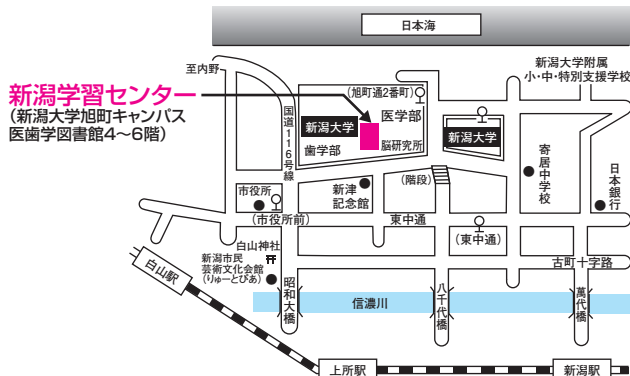 日本海
至内野
新潟大学附属
小・中・特別支援学校
新潟学習センター
(新潟大学旭町キャンパス
医歯学図書館4～6階)
国道116号線
(旭町通2番町)
医学部
新潟大学
歯学部
脳研究所
新潟大学
寄居中学校
日本銀行
市役所
(市役所前)
新津
記念館
(階段)
東中通
(東中通)
白山神社
新潟市民
芸術文化会館
(りゅーとぴあ)
古町十字路
白山駅
昭和大橋
信濃川
八千代橋
萬代橋
上所駅
新潟駅